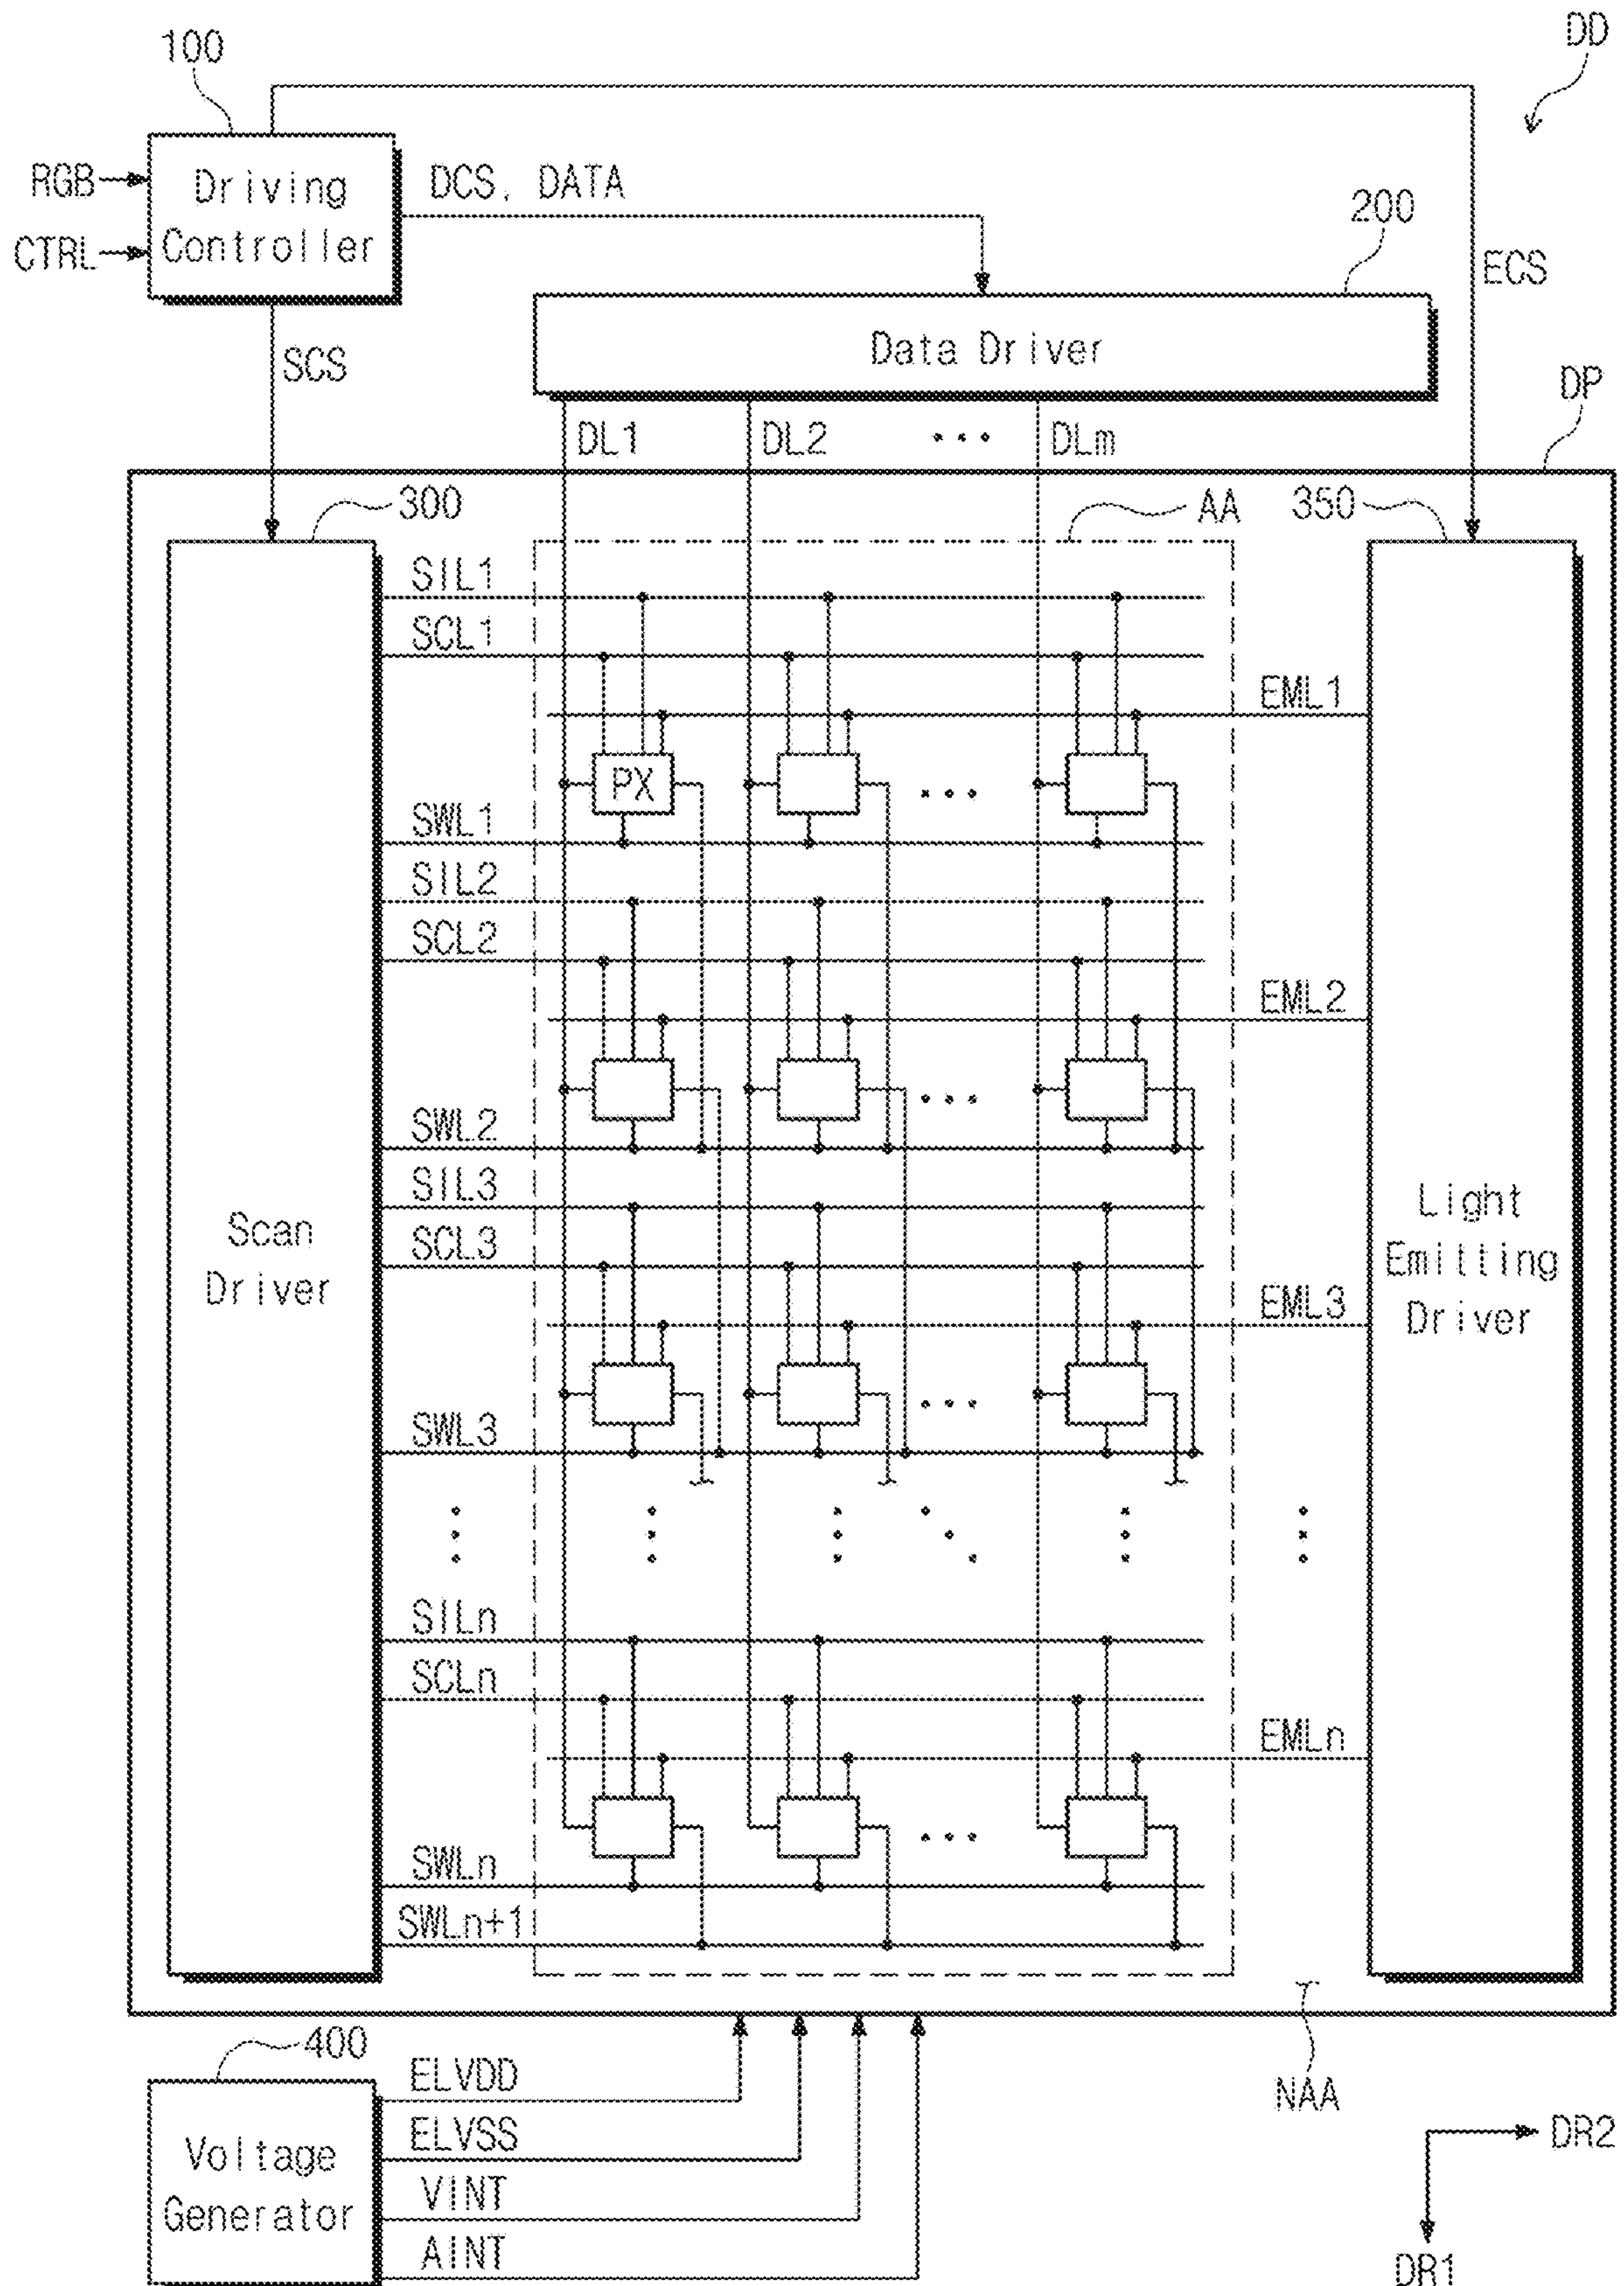 DD
100
RGB
CTRL
Driving
Controller
DCS, DATA
200
ECS
SCS
Data Driver
DP
DL1
DL2
DLm
300
AA
350
SIL1
SCL1
EML1
PX
SWL1
SIL2
SCL2
EML2
SWL2
SIL3
SCL3
EML3
SWL3
Scan
Driver
Light
Emitting
Driver
SILn
SCLn
EMLn
SWLn
SWLn+1
NAA
400
Voltage
Generator
ELVDD
ELVSS
VINT
AINT
DR2
DR1